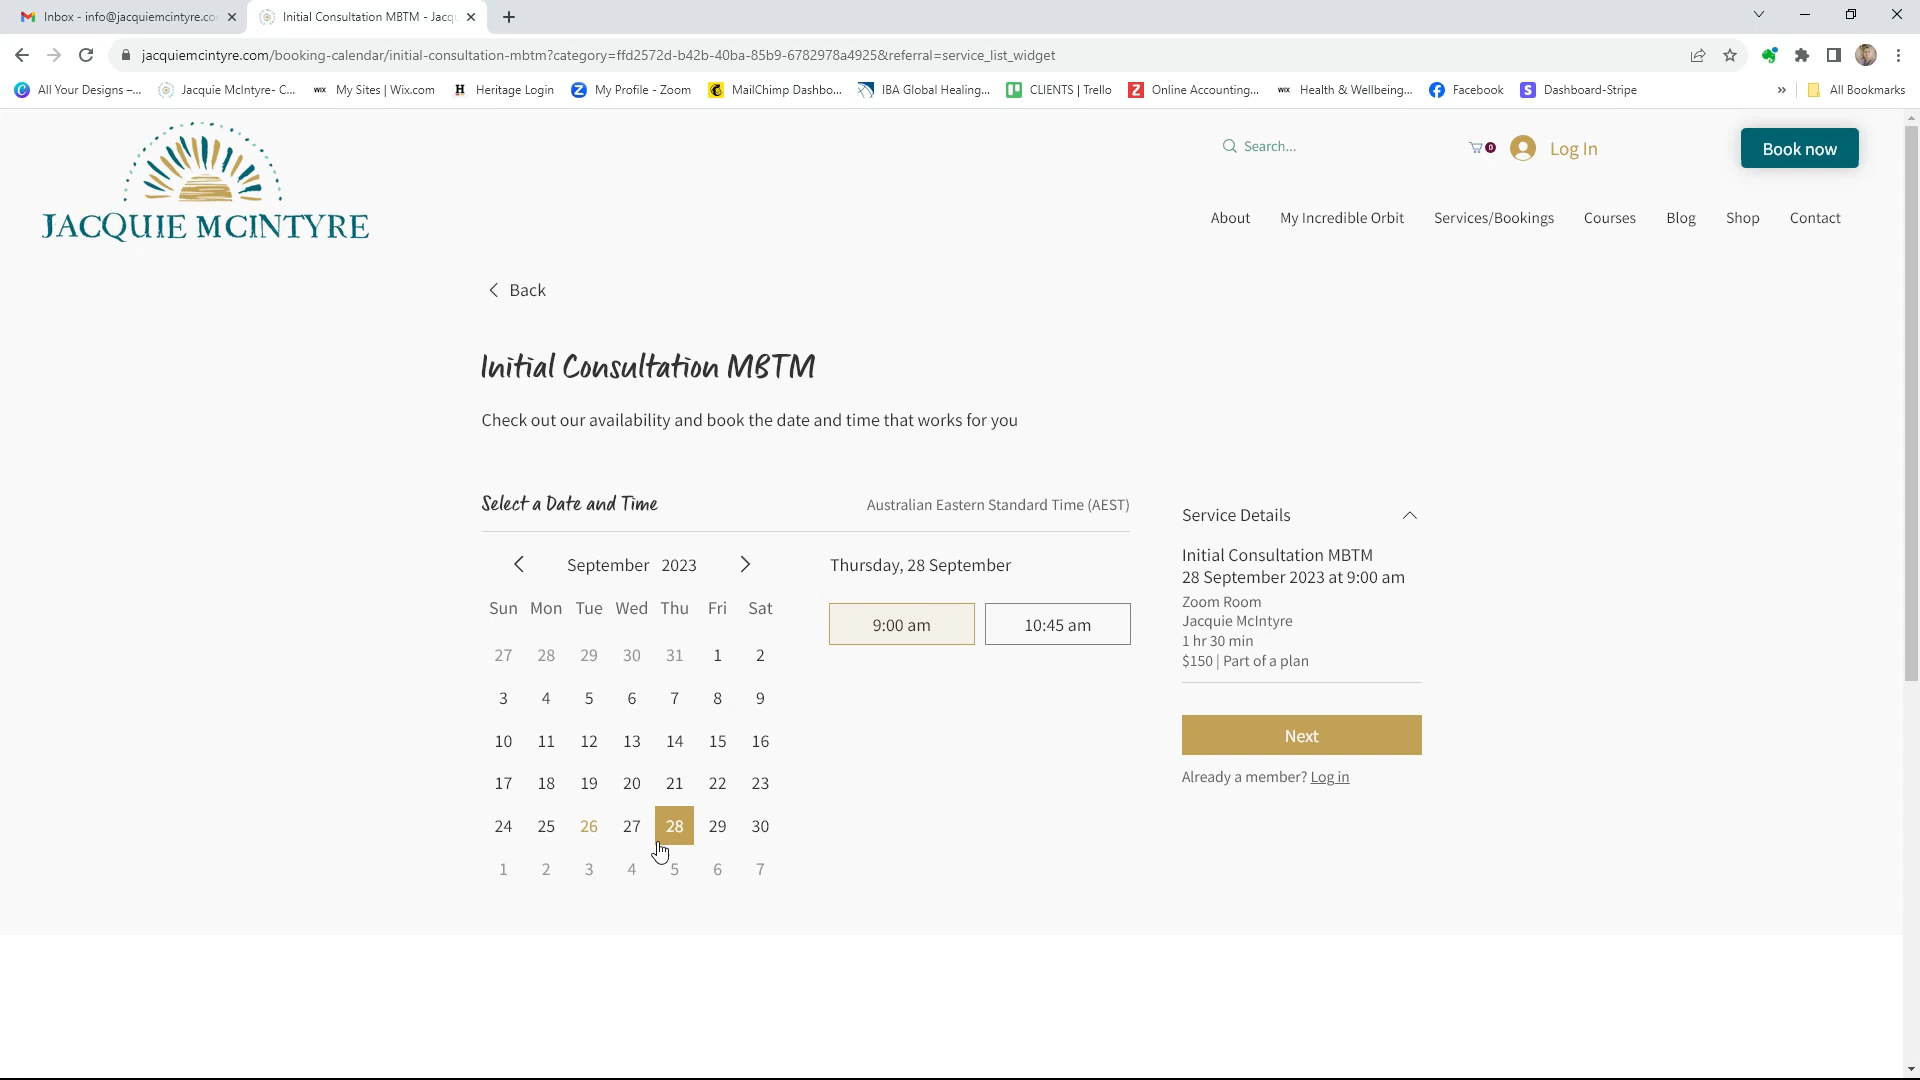 Inbox - info@jacquiemcintyre.co
Initial Consultation MBTM - Jacq
jacquiemcintyre.com/booking-calendar/initial-consultation-mbtm?category=ffd2572d-b42b-40ba-85b9-6782978a4925&referral=service_list_widget
All Your Designs –...
Jacquie McIntyre- C...
WIX My Sites | Wix.com
H Heritage Login
Z My Profile - Zoom
MailChimp Dashbo...
IBA Global Healing...
CLIENTS | Trello
Z Online Accounting...
WIX Health & Wellbeing...
Facebook
S Dashboard-Stripe
»
All Bookmarks
JACQUIE MCINTYRE
Search...
0
Log In
Book now
About My Incredible Orbit Services/Bookings Courses Blog Shop Contact
Back
Initial Consultation MBTM
Check out our availability and book the date and time that works for you
Select a Date and Time
Australian Eastern Standard Time (AEST)
September 2023
Sun Mon Tue Wed Thu Fri Sat
27 28 29 30 31 1 2
3 4 5 6 7 8 9
10 11 12 13 14 15 16
17 18 19 20 21 22 23
24 25 26 27 28 29 30
1 2 3 4 5 6 7
Thursday, 28 September
9:00 am
10:45 am
Service Details
Initial Consultation MBTM
28 September 2023 at 9:00 am
Zoom Room
Jacquie McIntyre
1 hr 30 min
$150 | Part of a plan
Next
Already a member? Log in